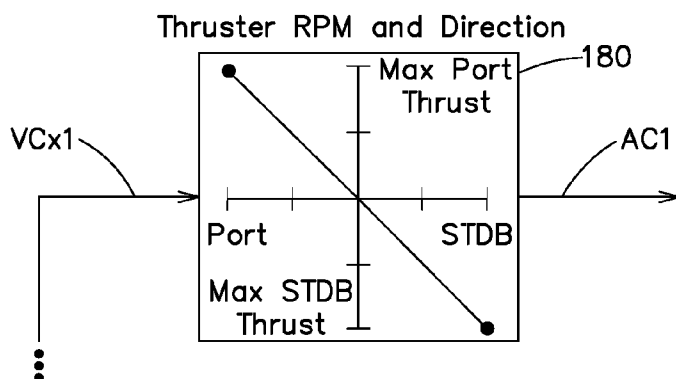 Thruster RPM and Direction
180
Max Port
Thrust
VCx1
AC1
Port
STDB
Max STDB
Thrust